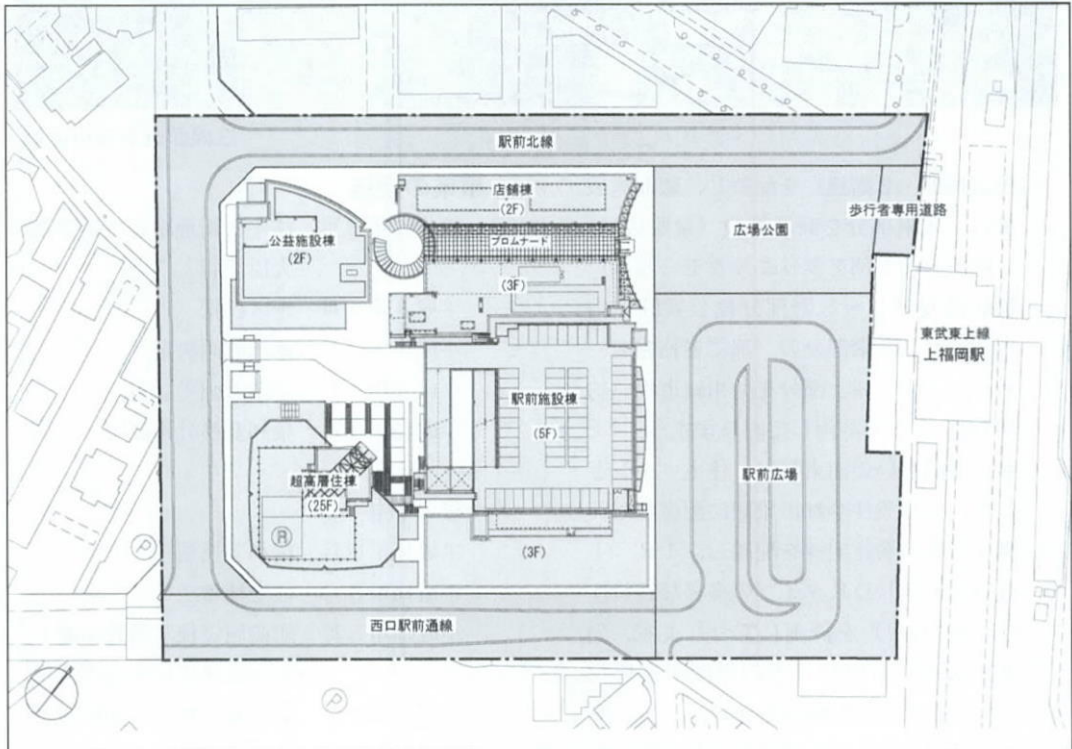 駅前北線
店舗棟
(2F)
歩行者専用道路
公益施設棟
(2F)
プロムナード
広場公園
(3F)
東武東上線
上福岡駅
駅前施設棟
(5F)
超高層住棟
(25F)
R
駅前広場
P
(3F)
西口駅前通線
P